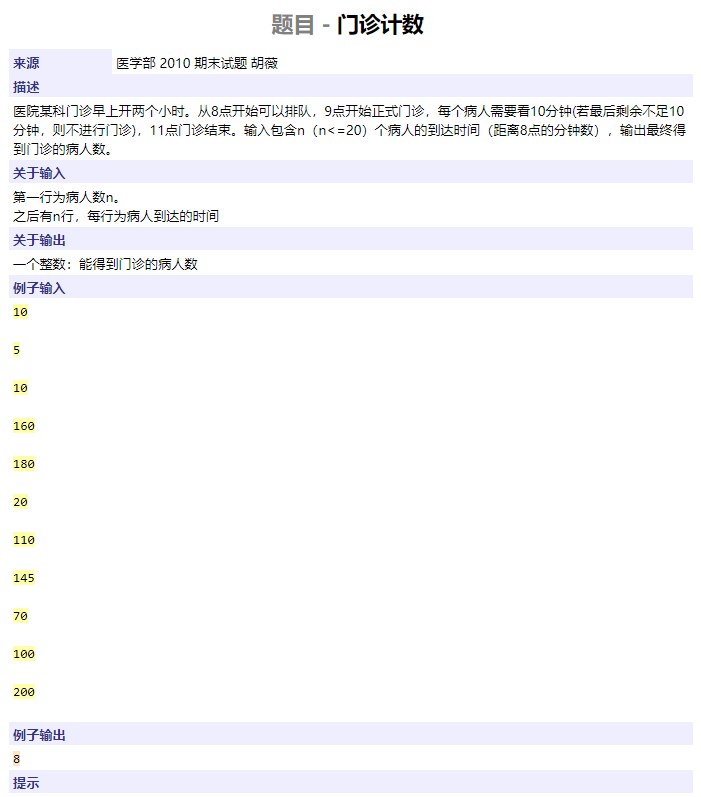 题目 - 门诊计数
来源 医学部 2010 期末试题 胡薇
描述
医院某科门诊早上开两个小时。从8点开始可以排队，9点开始正式门诊，每个病人需要看10分钟(若最后剩余不足10
分钟，则不进行门诊)，11点门诊结束。输入包含n（n<=20）个病人的到达时间（距离8点的分钟数），输出最终得
到门诊的病人数。
关于输入
第一行为病人数n。
之后有n行，每行为病人到达的时间
关于输出
一个整数：能得到门诊的病人数
例子输入
10
5
10
160
180
20
110
145
70
100
200
例子输出
8
提示